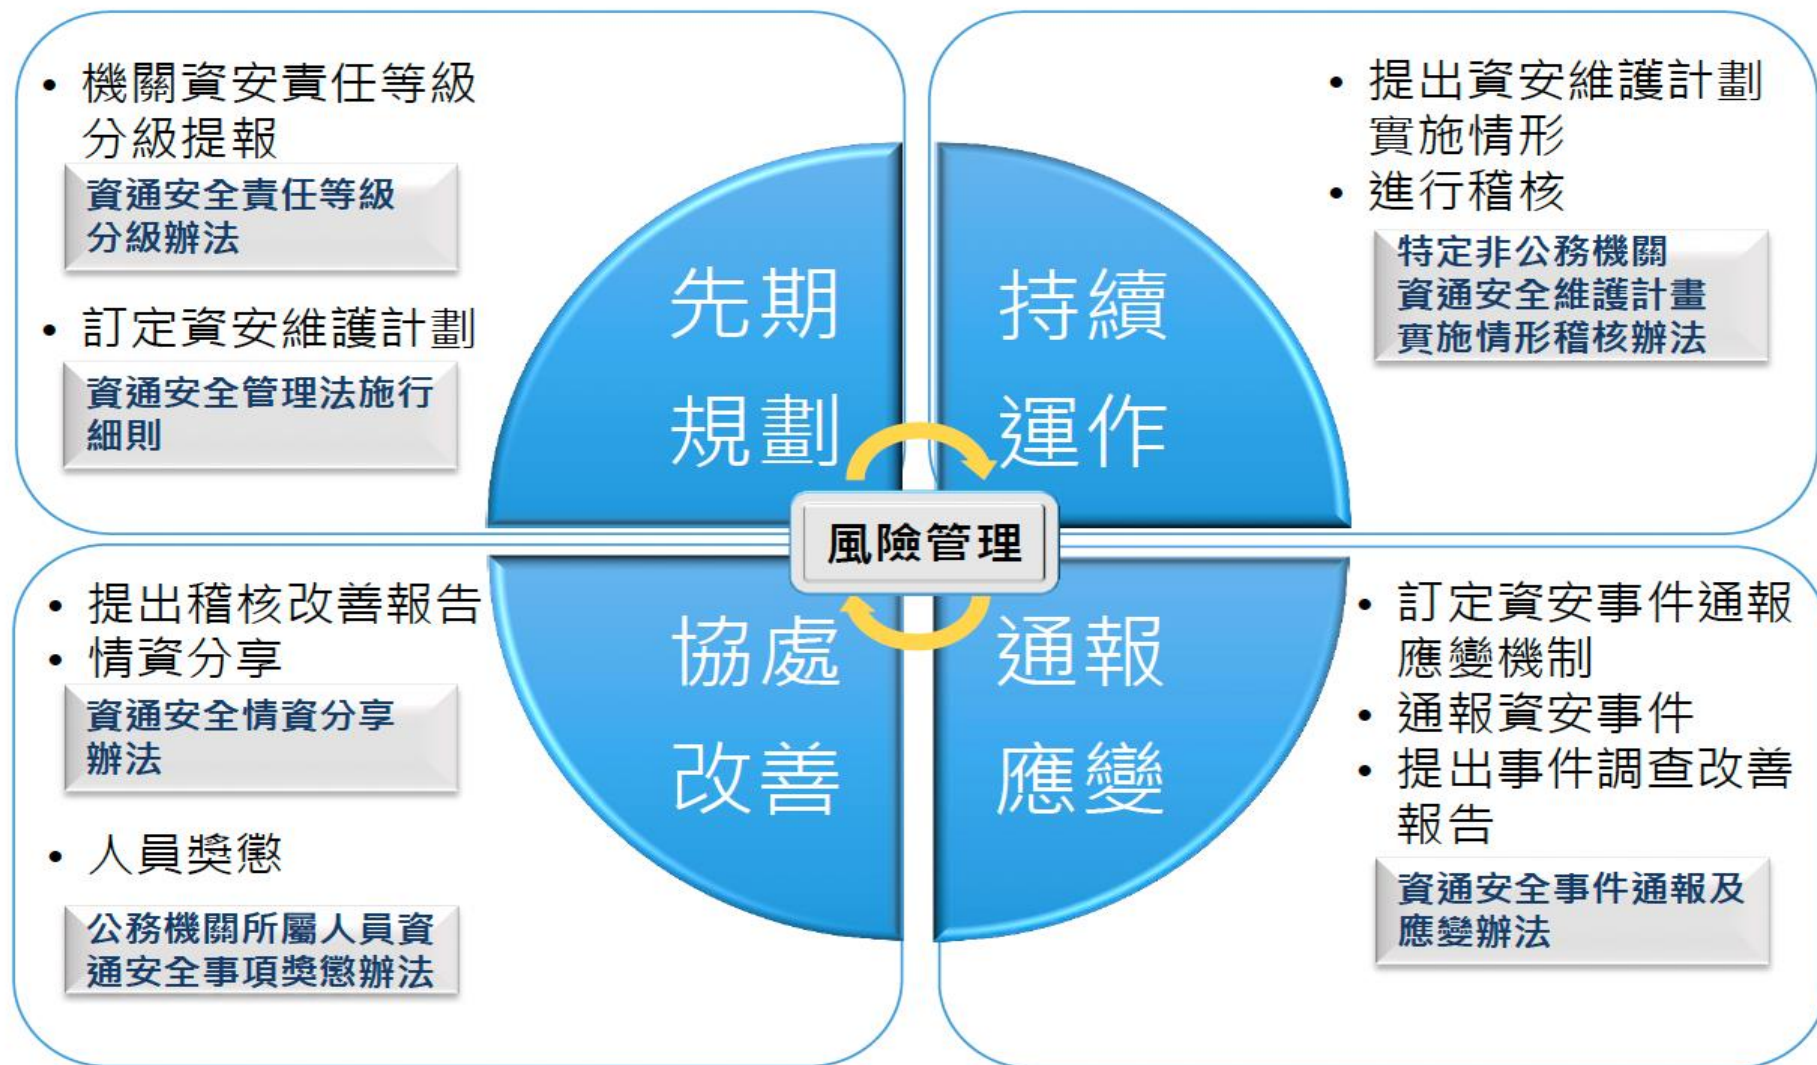 • 機關資安責任等級
分級提報
資通安全責任等級
分級辦法
• 訂定資安維護計劃
資通安全管理法施行
細則
先期
規劃
持續
運作
• 提出資安維護計劃
實施情形
• 進行稽核
特定非公務機關
資通安全維護計畫
實施情形稽核辦法
風險管理
• 提出稽核改善報告
• 情資分享
資通安全情資分享
辦法
• 人員獎懲
公務機關所屬人員資
通安全事項獎懲辦法
協處
改善
通報
應變
• 訂定資安事件通報
應變機制
• 通報資安事件
• 提出事件調查改善
報告
資通安全事件通報及
應變辦法